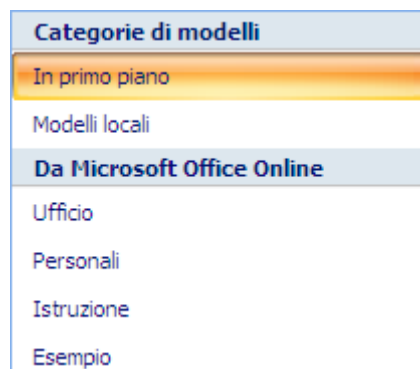 Categorie di modelli
In primo piano
Modelli locali
Da Microsoft Office Online
Ufficio
Personali
Istruzione
Esempio